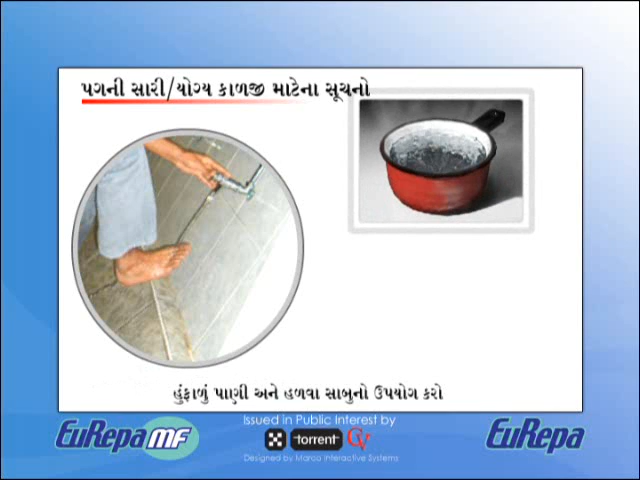 પગની સારી/યોગ્ય કાળજી માટેના સૂચનો
હુંફાળું પાણી અને હળવા સાબુનો ઉપયોગ કરો
EuRepa MF
Issued in Public Interest by
torrent
Designed by Marco Interactive Systems
EuRepa